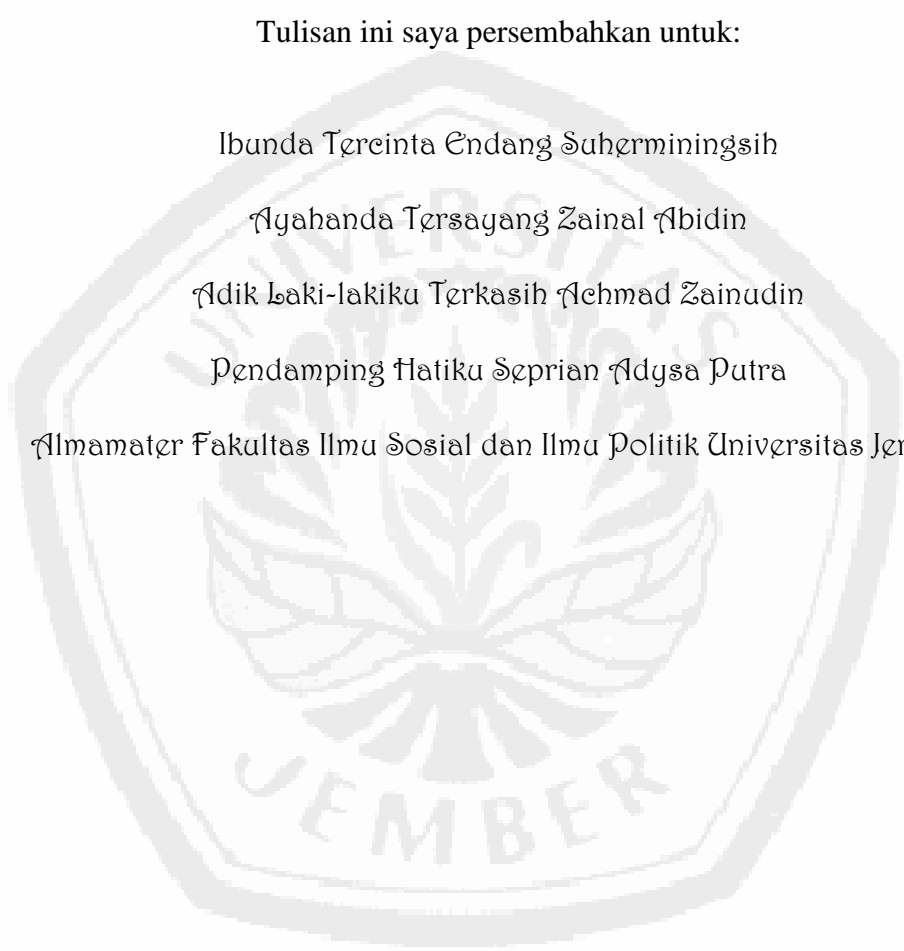 Tulisan ini saya persembahkan untuk:
Ibunda Tercinta Endang Suherminingsih
Ayahanda Tersayang Zainal Abidin
Adik Laki-lakiku Terkasih Achmad Zainudin
Pendamping Hatiku Seprian Adysa Putra
Almamater Fakultas Ilmu Sosial dan Ilmu Politik Universitas
UNIVERSITAS
JEMBER